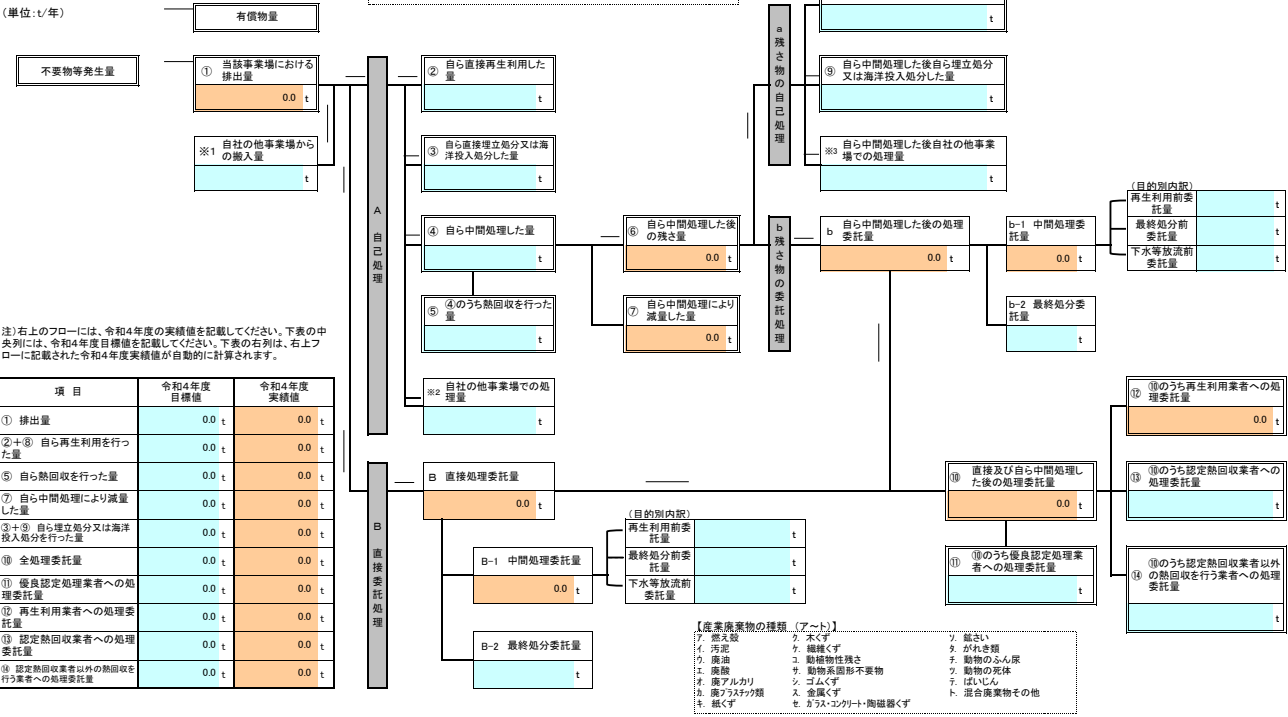 (単位:t/年)
有償物量
不要物等発生量
① 当該事業場における
排出量
0.0 t
※1 自社の他事業場から
の搬入量
t
A 自己処理
② 自ら直接再生利用した
量
t
③ 自ら直接埋立処分又は海
洋投入処分した量
t
④ 自ら中間処理した量
t
⑤ ④のうち熱回収を行った
量
t
※2 自社の他事業場での処
理量
t
⑥ 自ら中間処理した後
の残さ量
0.0 t
⑦ 自ら中間処理により
減量した量
0.0 t
a 残さ物の自己処理
t
⑨ 自ら中間処理した後自ら埋立処分
又は海洋投入処分した量
t
※3 自ら中間処理した後自社の他事業
場での処理量
t
b 残さ物の委託処理
b 自ら中間処理した後の処理
委託量
0.0 t
b-1 中間処理委
託量
0.0 t
b-2 最終処分委
託量
t
(目的別内訳)
再生利用前委
託量
t
最終処分前
委託量
t
下水等放流前
委託量
t
注)右上のフローには、令和4年度の実績値を記載してください。下表の中
央列には、令和4年度目標値を記載してください。下表の右列は、右上フ
ローに記載された令和4年度実績値が自動的に計算されます。
項 目
令和4年度
目標値
令和4年度
実績値
① 排出量
0.0 t 0.0 t
②+⑧ 自ら再生利用を行っ
た量
0.0 t 0.0 t
⑤ 自ら熱回収を行った量
0.0 t 0.0 t
⑦ 自ら中間処理により減量
した量
0.0 t 0.0 t
③+⑨ 自ら埋立処分又は海洋
投入処分を行った量
0.0 t 0.0 t
⑩ 全処理委託量
0.0 t 0.0 t
⑪ 優良認定処理業者への処
理委託量
0.0 t 0.0 t
⑫ 再生利用業者への処理委
託量
0.0 t 0.0 t
⑬ 認定熱回収業者への処理
委託量
0.0 t 0.0 t
⑭ 認定熱回収業者以外の熱回収を
行う業者への処理委託量
0.0 t 0.0 t
B 直接委託処理
B 直接処理委託量
0.0 t
B-1 中間処理委託量
0.0 t
B-2 最終処分委託量
t
(目的別内訳)
再生利用前委
託量
t
最終処分前委
託量
t
下水等放流前
委託量
t
⑩ 直接及び自ら中間処理し
た後の処理委託量
0.0 t
⑪ ⑩のうち優良認定処理業
者への処理委託量
t
⑫ ⑩のうち再生利用業者への処
理委託量
0.0 t
⑬ ⑩のうち認定熱回収業者への
処理委託量
t
⑭ ⑩のうち認定熱回収業者以外
の熱回収を行う業者への処理
委託量
t
【産業廃棄物の種類 (ア~ト)】
ア. 燃え殻 ク. 木くず ソ. 鉱さい
イ. 汚泥 ケ. 繊維くず タ. がれき類
ウ. 廃油 コ. 動植物性残さ チ. 動物のふん尿
エ. 廃酸 サ. 動物系固形不要物 ツ. 動物の死体
オ. 廃アルカリ シ. ゴムくず テ. ばいじん
カ. 廃プラスチック類 ス. 金属くず ト. 混合廃棄物その他
キ. 紙くず セ. ガラス・コンクリート・陶磁器くず